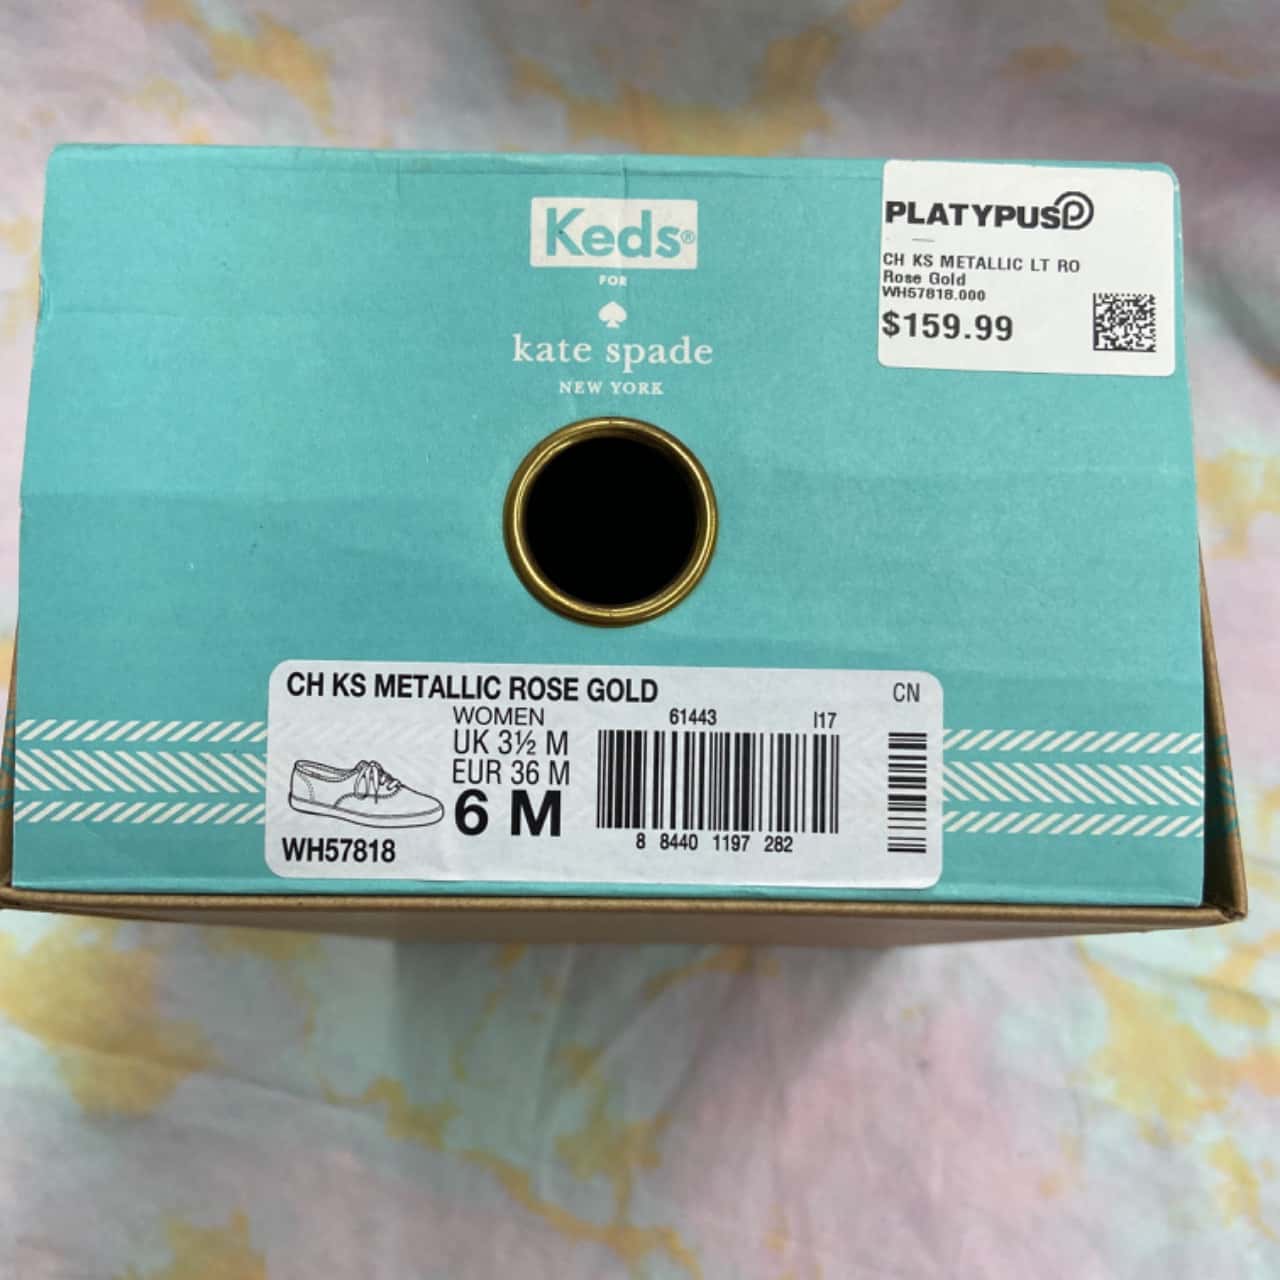 Keds®
FOR
kate spade
NEW YORK
PLATYPUS
CH KS METALLIC LT RO
Rose Gold
WH57818.000
$159.99
CH KS METALLIC ROSE GOLD
CN
WOMEN
61443
I17
UK 3½ M
EUR 36 M
6 M
WH57818
8 8440 1197 282